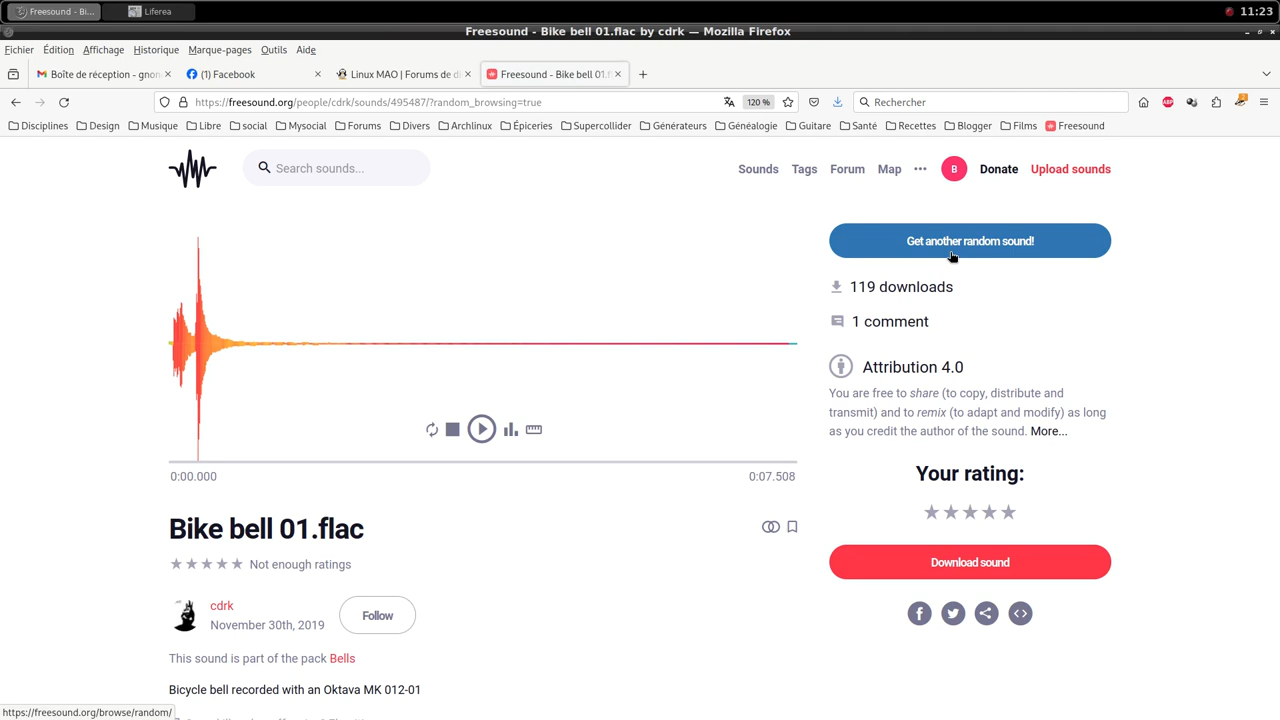 Freesound - Bi...
Liferea
11:23
Freesound - Bike bell 01.flac by cdrk — Mozilla Firefox
Fichier Édition Affichage Historique Marque-pages Outils Aide
Boîte de réception - gnon
(1) Facebook
Linux MAO | Forums de d
Freesound - Bike bell 01.f
https://freesound.org/people/cdrk/sounds/495487/?random_browsing=true
120 %
Rechercher
ABP
2
Disciplines Design Musique Libre social Mysocial Forums Divers Archlinux Épiceries Supercollider Générateurs Généalogie Guitare Santé Recettes Blogger Films Freesound
Search sounds...
Sounds Tags Forum Map B Donate Upload sounds
Get another random sound!
119 downloads
1 comment
Attribution 4.0
You are free to share (to copy, distribute and
transmit) and to remix (to adapt and modify) as long
as you credit the author of the sound. More...
Your rating:
Download sound
0:00.000
0:07.508
Bike bell 01.flac
Not enough ratings
cdrk
November 30th, 2019
Follow
This sound is part of the pack Bells
Bicycle bell recorded with an Oktava MK 012-01
https://freesound.org/browse/random/